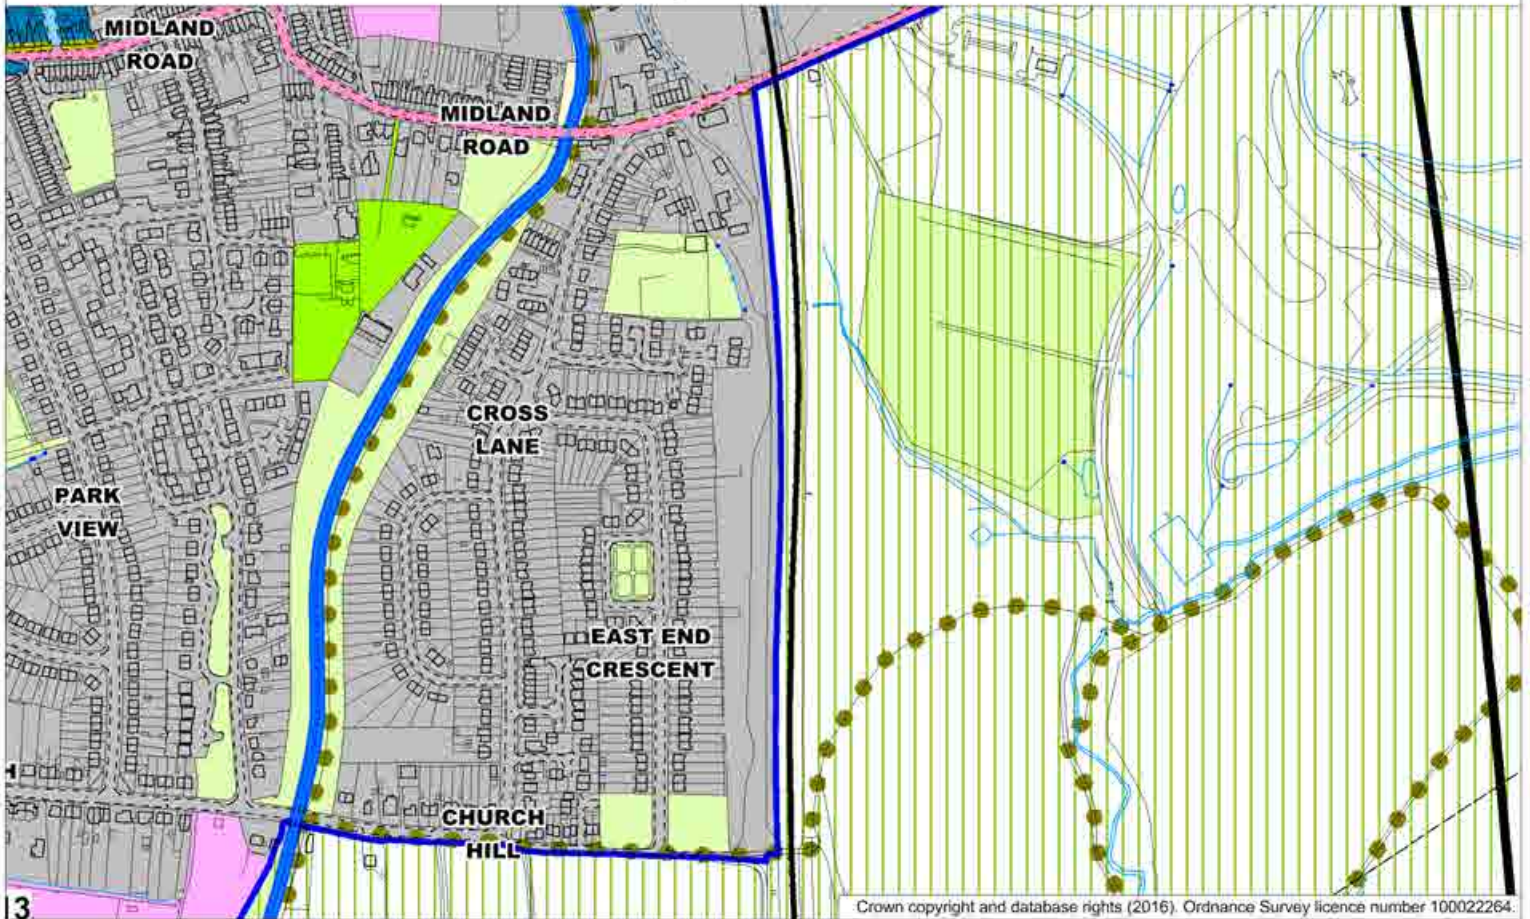 MIDLAND
ROAD
MIDLAND
ROAD
CROSS
LANE
PARK
VIEW
EAST END
CRESCENT
H
CHURCH
HILL
13
Crown copyright and database rights (2016). Ordnance Survey licence number 100022264.